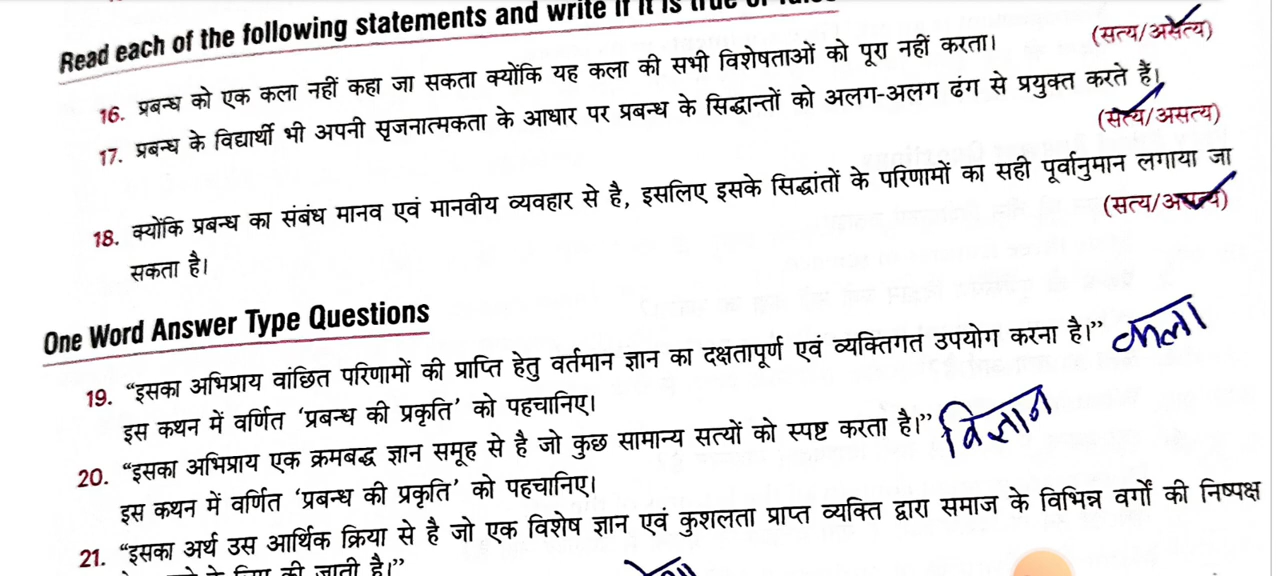 Read each of the following statements and write if it is true or false
16. प्रबन्ध को एक कला नहीं कहा जा सकता क्योंकि यह कला की सभी विशेषताओं को पूरा नहीं करता। (सत्य/असत्य)
17. प्रबन्ध के विद्यार्थी भी अपनी सृजनात्मकता के आधार पर प्रबन्ध के सिद्धान्तों को अलग-अलग ढंग से प्रयुक्त करते हैं।
(सत्य/असत्य)
18. क्योंकि प्रबन्ध का संबंध मानव एवं मानवीय व्यवहार से है, इसलिए इसके सिद्धांतों के परिणामों का सही पूर्वानुमान लगाया जा
सकता है। (सत्य/असत्य)
One Word Answer Type Questions
19. “इसका अभिप्राय वांछित परिणामों की प्राप्ति हेतु वर्तमान ज्ञान का दक्षतापूर्ण एवं व्यक्तिगत उपयोग करना है।” कला
इस कथन में वर्णित ‘प्रबन्ध की प्रकृति’ को पहचानिए।
20. “इसका अभिप्राय एक क्रमबद्ध ज्ञान समूह से है जो कुछ सामान्य सत्यों को स्पष्ट करता है।” विज्ञान
इस कथन में वर्णित ‘प्रबन्ध की प्रकृति’ को पहचानिए।
21. “इसका अर्थ उस आर्थिक क्रिया से है जो एक विशेष ज्ञान एवं कुशलता प्राप्त व्यक्ति द्वारा समाज के विभिन्न वर्गों की निष्पक्ष
के लिए की जाती है।”